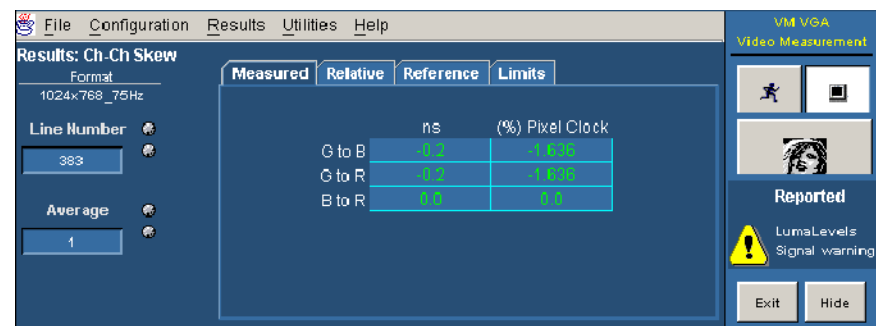 File Configuration Results Utilities Help
VM VGA
Video Measurement
Results: Ch-Ch Skew
Format
1024x768_75Hz
Line Number
383
Average
1
Measured Relative Reference Limits
ns (%) Pixel Clock
G to B -0.2 -1.636
G to R -0.2 -1.636
B to R 0.0 0.0
Reported
LumaLevels
Signal warning
Exit Hide